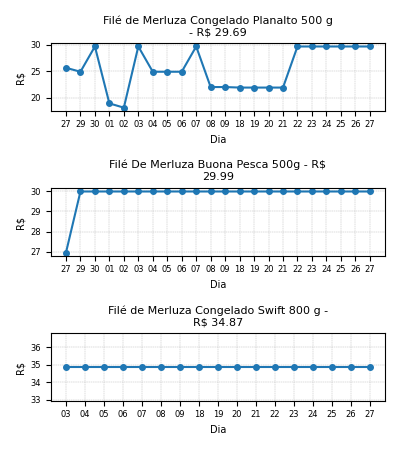 Filé de Merluza Congelado Planalto 500 g
- R$ 29.69
30
25
20
R$
27 29 30 01 02 03 04 05 06 07 08 09 18 19 20 21 22 23 24 25 26 27
Dia
Filé De Merluza Buona Pesca 500g - R$
29.99
30
29
28
27
R$
27 29 30 01 02 03 04 05 06 07 08 09 18 19 20 21 22 23 24 25 26 27
Dia
Filé de Merluza Congelado Swift 800 g -
R$ 34.87
36
35
34
33
R$
03 04 05 06 07 08 09 18 19 20 21 22 23 24 25 26 27
Dia